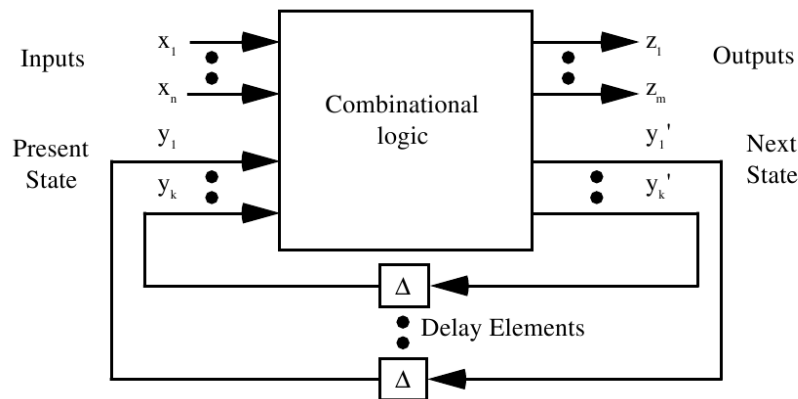 Inputs
x₁
xₙ
z₁
zₘ
Outputs
Combinational
logic
Present
State
y₁
yₖ
y₁'
yₖ'
Next
State
Δ
Delay Elements
Δ